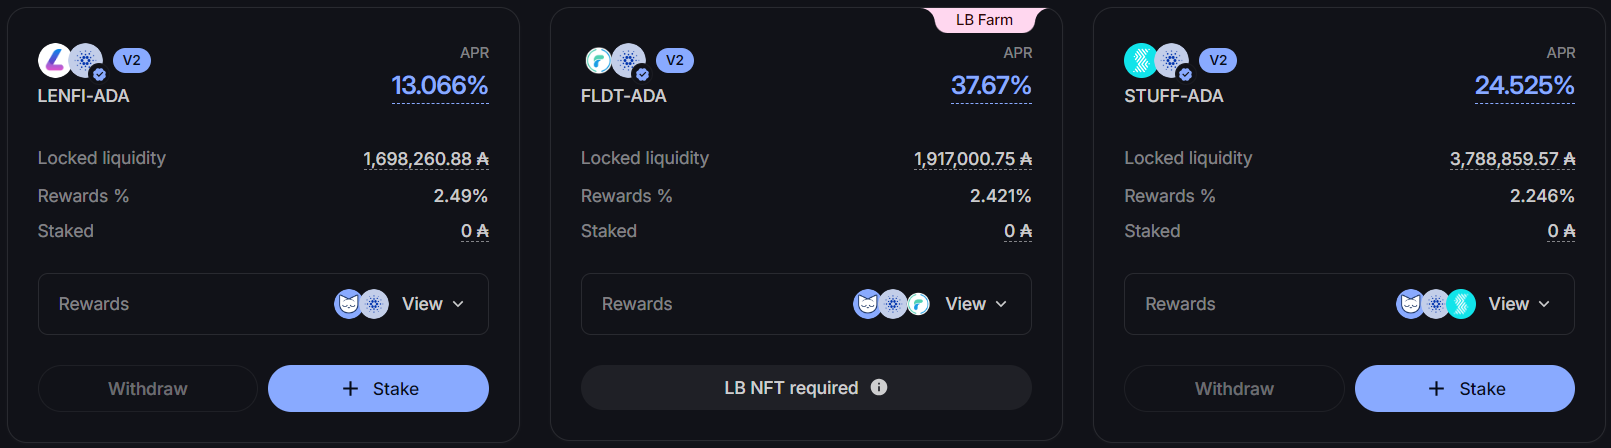 V2
APR
LENFI-ADA
13.066%
Locked liquidity
1,698,260.88 ₳
Rewards %
2.49%
Staked
0 ₳
Rewards
View
Withdraw
+ Stake
LB Farm
V2
APR
FLDT-ADA
37.67%
Locked liquidity
1,917,000.75 ₳
Rewards %
2.421%
Staked
0 ₳
Rewards
View
LB NFT required
V2
APR
STUFF-ADA
24.525%
Locked liquidity
3,788,859.57 ₳
Rewards %
2.246%
Staked
0 ₳
Rewards
View
Withdraw
+ Stake